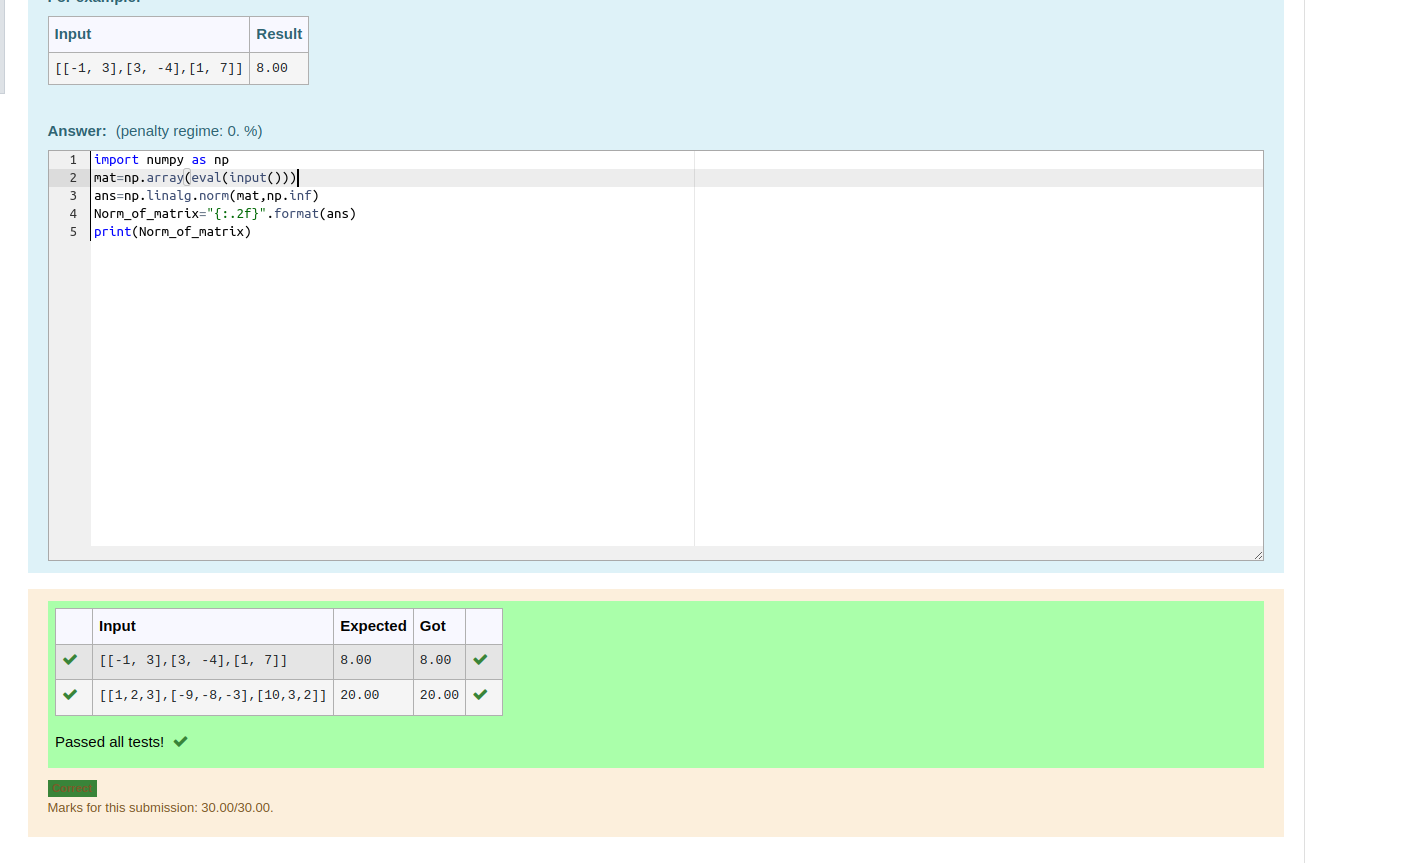 For example:
Input Result
[[-1, 3],[3, -4],[1, 7]] 8.00
Answer: (penalty regime: 0. %)
1 import numpy as np
2 mat=np.array(eval(input()))
3 ans=np.linalg.norm(mat,np.inf)
4 Norm_of_matrix="{:.2f}".format(ans)
5 print(Norm_of_matrix)
Input Expected Got
[[-1, 3],[3, -4],[1, 7]] 8.00 8.00
[[1,2,3],[-9,-8,-3],[10,3,2]] 20.00 20.00
Passed all tests!
Correct
Marks for this submission: 30.00/30.00.